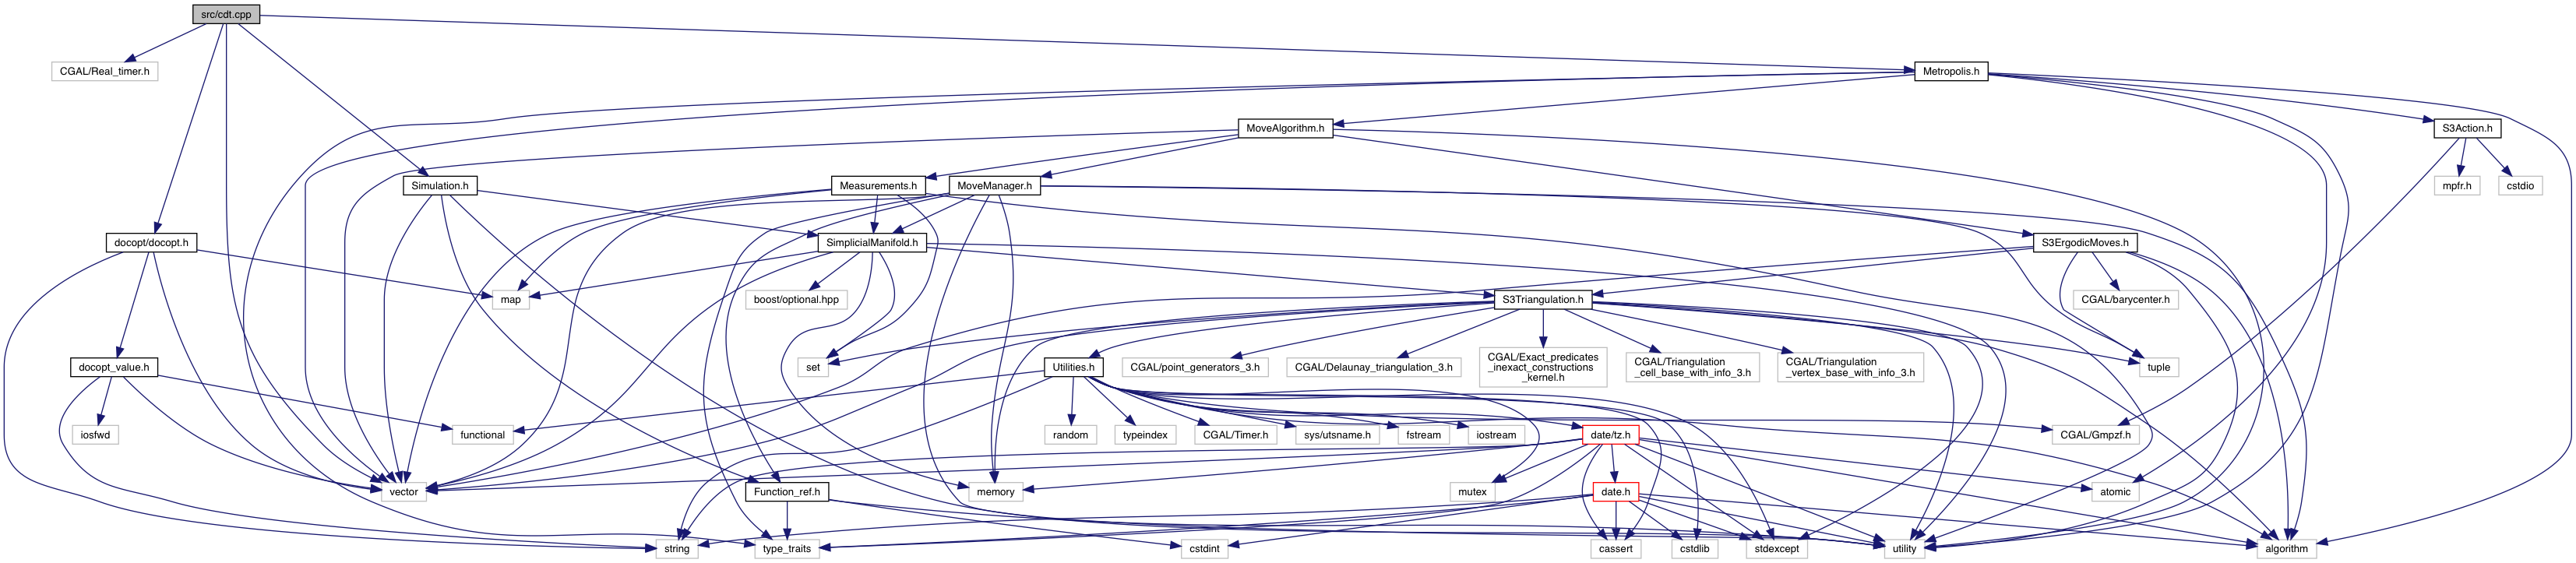 src/cdt.cpp
CGAL/Real_timer.h
Metropolis.h
MoveAlgorithm.h
S3Action.h
Simulation.h
Measurements.h
MoveManager.h
mpfr.h
cstdio
docopt/docopt.h
SimplicialManifold.h
S3ErgodicMoves.h
map
boost/optional.hpp
S3Triangulation.h
CGAL/barycenter.h
docopt_value.h
set
Utilities.h
CGAL/point_generators_3.h
CGAL/Delaunay_triangulation_3.h
CGAL/Exact_predicates
_inexact_constructions
_kernel.h
CGAL/Triangulation
_cell_base_with_info_3.h
CGAL/Triangulation
_vertex_base_with_info_3.h
tuple
iosfwd
functional
random
typeindex
CGAL/Timer.h
sys/utsname.h
fstream
iostream
date/tz.h
CGAL/Gmpzf.h
vector
Function_ref.h
memory
mutex
date.h
atomic
string
type_traits
cstdint
cassert
cstdlib
stdexcept
utility
algorithm